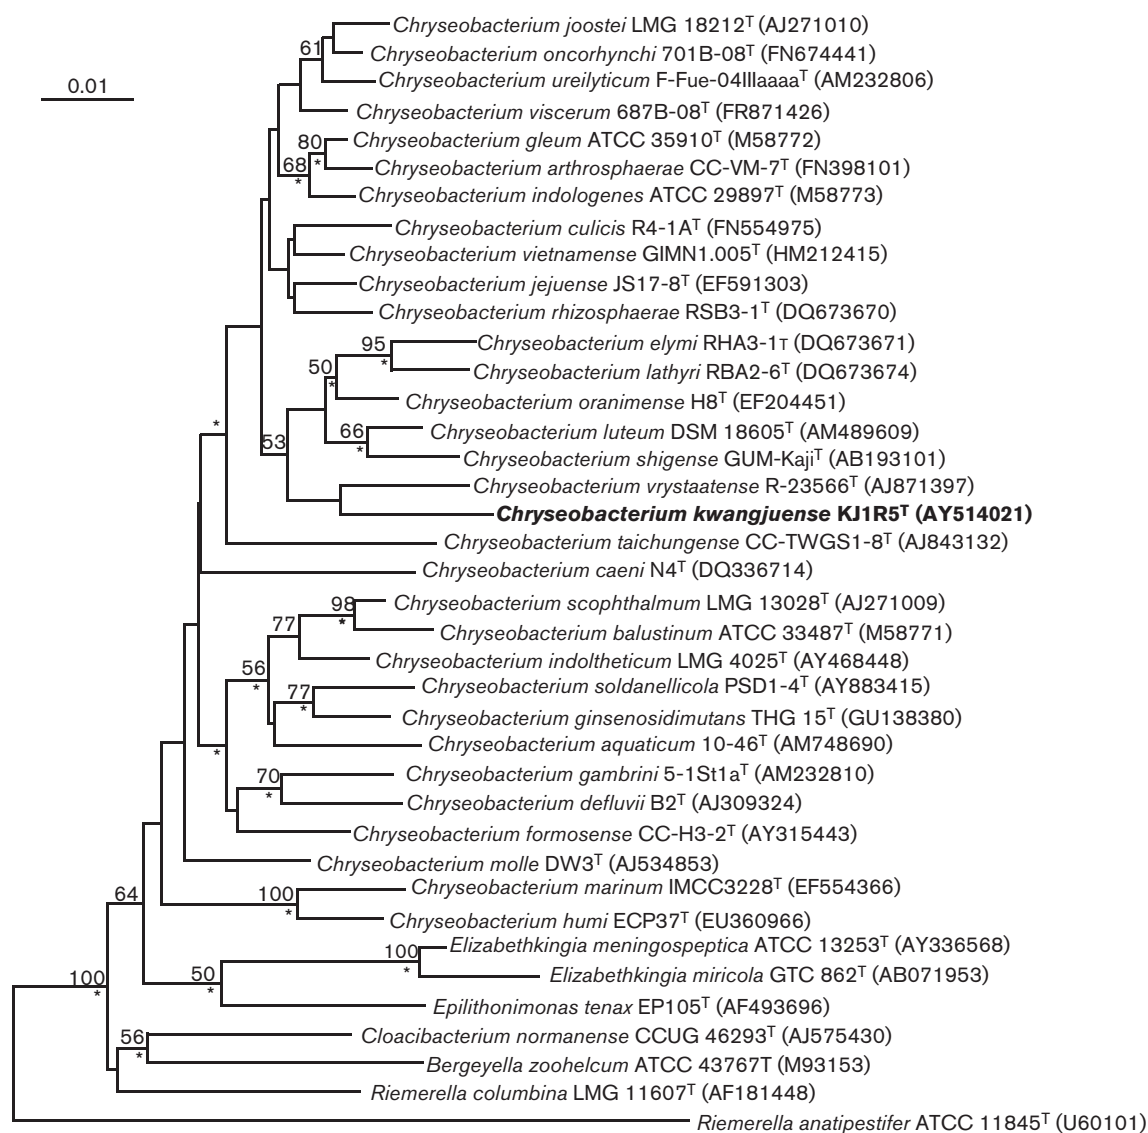 Chryseobacterium joostei LMG 18212ᵀ (AJ271010)
61
Chryseobacterium oncorhynchi 701B-08ᵀ (FN674441)
Chryseobacterium ureilyticum F-Fue-04IIIaaaaᵀ (AM232806)
0.01
Chryseobacterium viscerum 687B-08ᵀ (FR871426)
80
Chryseobacterium gleum ATCC 35910ᵀ (M58772)
*
68
Chryseobacterium arthrosphaerae CC-VM-7ᵀ (FN398101)
*
Chryseobacterium indologenes ATCC 29897ᵀ (M58773)
Chryseobacterium culicis R4-1Aᵀ (FN554975)
Chryseobacterium vietnamense GIMN1.005ᵀ (HM212415)
Chryseobacterium jejuense JS17-8ᵀ (EF591303)
Chryseobacterium rhizosphaerae RSB3-1ᵀ (DQ673670)
95
Chryseobacterium elymi RHA3-1T (DQ673671)
*
50
Chryseobacterium lathyri RBA2-6ᵀ (DQ673674)
*
Chryseobacterium oranimense H8ᵀ (EF204451)
*
66
Chryseobacterium luteum DSM 18605ᵀ (AM489609)
53
*
Chryseobacterium shigense GUM-Kajiᵀ (AB193101)
Chryseobacterium vrystaatense R-23566ᵀ (AJ871397)
Chryseobacterium kwangjuense KJ1R5ᵀ (AY514021)
Chryseobacterium taichungense CC-TWGS1-8ᵀ (AJ843132)
Chryseobacterium caeni N4ᵀ (DQ336714)
98
Chryseobacterium scophthalmum LMG 13028ᵀ (AJ271009)
77
*
Chryseobacterium balustinum ATCC 33487ᵀ (M58771)
56
Chryseobacterium indoltheticum LMG 4025ᵀ (AY468448)
*
77
Chryseobacterium soldanellicola PSD1-4ᵀ (AY883415)
*
Chryseobacterium ginsenosidimutans THG 15ᵀ (GU138380)
*
Chryseobacterium aquaticum 10-46ᵀ (AM748690)
70
Chryseobacterium gambrini 5-1St1aᵀ (AM232810)
*
Chryseobacterium defluvii B2ᵀ (AJ309324)
Chryseobacterium formosense CC-H3-2ᵀ (AY315443)
Chryseobacterium molle DW3ᵀ (AJ534853)
64
100
Chryseobacterium marinum IMCC3228ᵀ (EF554366)
*
Chryseobacterium humi ECP37ᵀ (EU360966)
100
Elizabethkingia meningospeptica ATCC 13253ᵀ (AY336568)
*
100
50
Elizabethkingia miricola GTC 862ᵀ (AB071953)
*
*
Epilithonimonas tenax EP105ᵀ (AF493696)
56
Cloacibacterium normanense CCUG 46293ᵀ (AJ575430)
*
Bergeyella zoohelcum ATCC 43767T (M93153)
Riemerella columbina LMG 11607ᵀ (AF181448)
Riemerella anatipestifer ATCC 11845ᵀ (U60101)